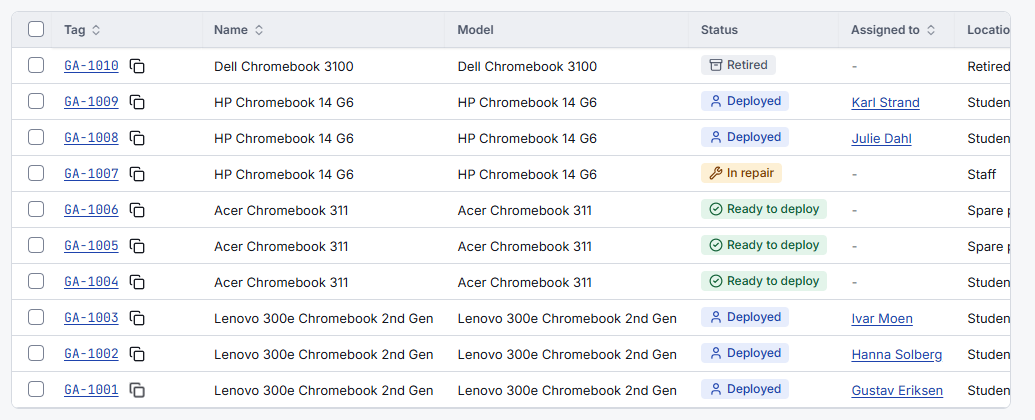 Tag Name Model Status Assigned to Locatio
GA-1010 Dell Chromebook 3100 Dell Chromebook 3100 Retired - Retired
GA-1009 HP Chromebook 14 G6 HP Chromebook 14 G6 Deployed Karl Strand Studen
GA-1008 HP Chromebook 14 G6 HP Chromebook 14 G6 Deployed Julie Dahl Studen
GA-1007 HP Chromebook 14 G6 HP Chromebook 14 G6 In repair - Staff
GA-1006 Acer Chromebook 311 Acer Chromebook 311 Ready to deploy - Spare p
GA-1005 Acer Chromebook 311 Acer Chromebook 311 Ready to deploy - Spare p
GA-1004 Acer Chromebook 311 Acer Chromebook 311 Ready to deploy - Studen
GA-1003 Lenovo 300e Chromebook 2nd Gen Lenovo 300e Chromebook 2nd Gen Deployed Ivar Moen Studen
GA-1002 Lenovo 300e Chromebook 2nd Gen Lenovo 300e Chromebook 2nd Gen Deployed Hanna Solberg Studen
GA-1001 Lenovo 300e Chromebook 2nd Gen Lenovo 300e Chromebook 2nd Gen Deployed Gustav Eriksen Studen